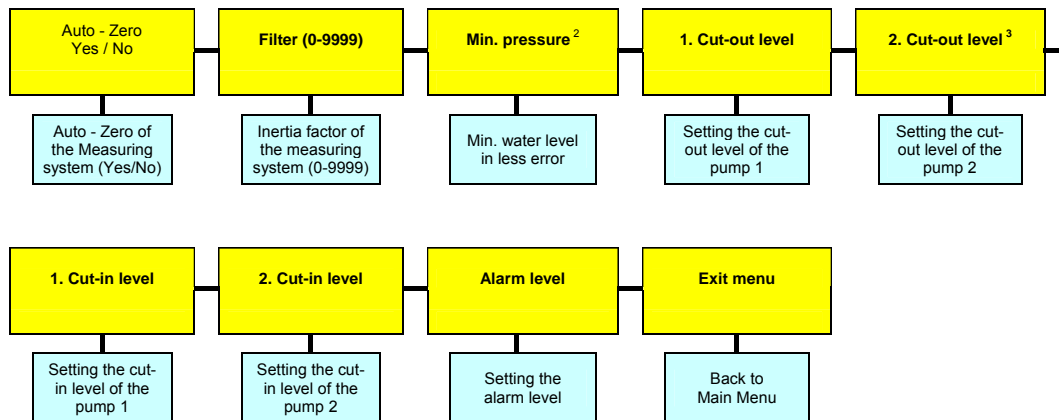 Auto - Zero
Yes / No
Filter (0-9999)
Min. pressure ²
1. Cut-out level
2. Cut-out level ³
Auto - Zero of
the Measuring
system (Yes/No)
Inertia factor of
the measuring
system (0-9999)
Min. water level
in less error
Setting the cut-
out level of the
pump 1
Setting the cut-
out level of the
pump 2
1. Cut-in level
2. Cut-in level
Alarm level
Exit menu
Setting the cut-
in level of the
pump 1
Setting the cut-
in level of the
pump 2
Setting the
alarm level
Back to
Main Menu